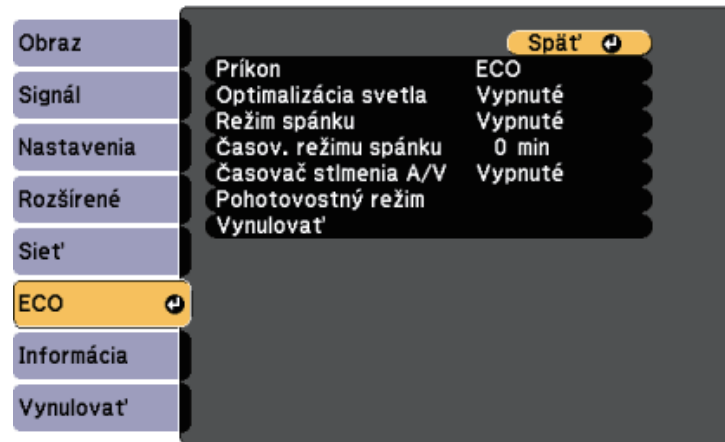 Obraz
Signál
Nastavenia
Rozšírené
Sieť
ECO
Informácia
Vynulovať
Späť
Príkon ECO
Optimalizácia svetla Vypnuté
Režim spánku Vypnuté
Časov. režimu spánku 0 min
Časovač stlmenia A/V Vypnuté
Pohotovostný režim
Vynulovať